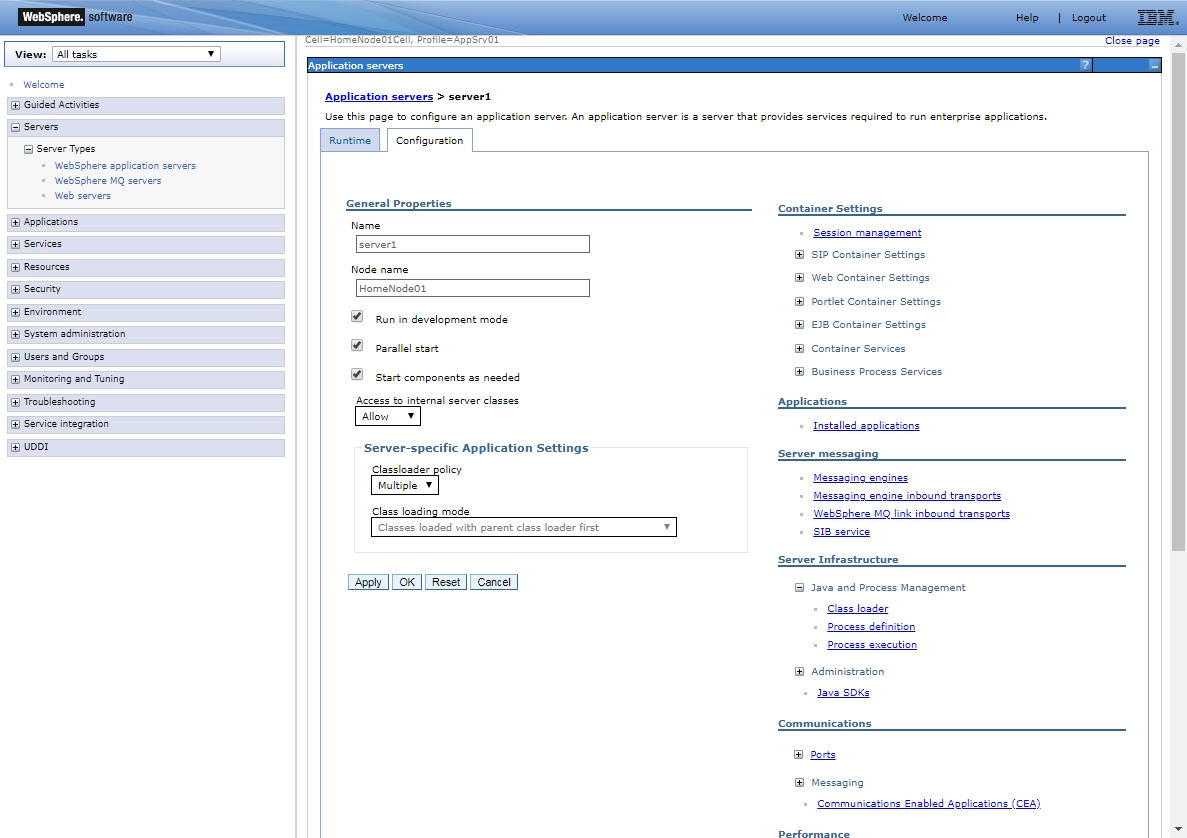 WebSphere. software
Welcome
Help | Logout
IBM.
View: All tasks
Welcome
Guided Activities
Servers
Server Types
WebSphere application servers
WebSphere MQ servers
Web servers
Applications
Services
Resources
Security
Environment
System administration
Users and Groups
Monitoring and Tuning
Troubleshooting
Service integration
UDDI
Cell=HomeNode01Cell, Profile=AppSrv01
Close page
Application servers
?
Application servers > server1
Use this page to configure an application server. An application server is a server that provides services required to run enterprise applications.
Runtime
Configuration
General Properties
Name
server1
Node name
HomeNode01
Run in development mode
Parallel start
Start components as needed
Access to internal server classes
Allow
Server-specific Application Settings
Classloader policy
Multiple
Class loading mode
Classes loaded with parent class loader first
Apply
OK
Reset
Cancel
Container Settings
Session management
SIP Container Settings
Web Container Settings
Portlet Container Settings
EJB Container Settings
Container Services
Business Process Services
Applications
Installed applications
Server messaging
Messaging engines
Messaging engine inbound transports
WebSphere MQ link inbound transports
SIB service
Server Infrastructure
Java and Process Management
Class loader
Process definition
Process execution
Administration
Java SDKs
Communications
Ports
Messaging
Communications Enabled Applications (CEA)
Performance